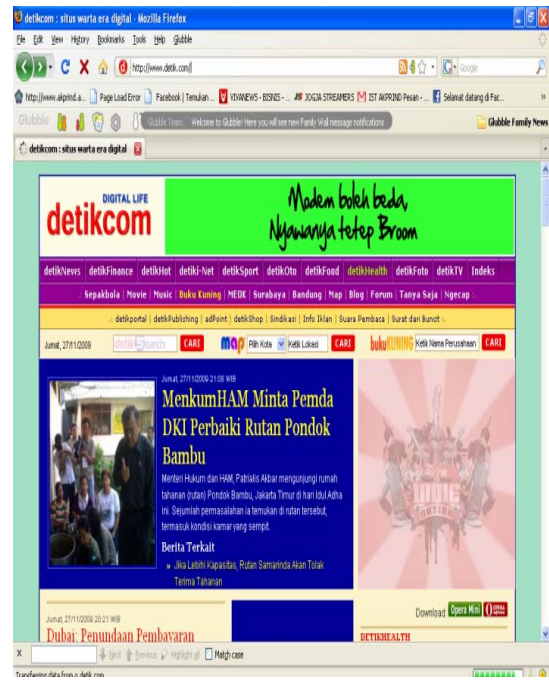 detikcom : situs warta era digital - Mozilla Firefox
File Edit View History Bookmarks Tools Help Glubble
http://www.detik.com/
Google
http://www.akprind.a... Page Load Error Facebook | Temukan ... VIVANEWS - BISNIS - ... JOGJA STREAMERS IST AKPRIND Pesan - ... Selamat datang di Fac...
Glubble Glubble Team: Welcome to Glubble! Here you will see new Family Wall message notifications Glubble Family News
detikcom : situs warta era digital
DIGITAL LIFE
detikcom
Modem boleh beda,
Nyawanya tetep Broom
detikNews detikFinance detikHot detiki-Net detikSport detikOto detikFood detikHealth detikFoto detikTV Indeks
.: Sepakbola | Movie | Music | Buku Kuning | MEOK | Surabaya | Bandung | Map | Blog | Forum | Tanya Saja | Ngecap :.
.: detikportal | detikPublishing | adPoint | detikShop | Sindikasi | Info Iklan | Suara Pembaca | Surat dari Buncit :.
Jumat, 27/11/2009 detik search CARI map Pilih Kota Ketik Lokasi CARI bukuKUNING Ketik Nama Perusahaan CARI
Jumat, 27/11/2009 21:08 WIB
MenkumHAM Minta Pemda
DKI Perbaiki Rutan Pondok
Bambu
Menteri Hukum dan HAM, Patrialis Akbar mengunjungi rumah
tahanan (rutan) Pondok Bambu, Jakarta Timur di hari Idul Adha
ini. Sejumlah permasalahan ia temukan di rutan tersebut,
termasuk kondisi kamar yang sempit.
Berita Terkait
» Jika Lebihi Kapasitas, Rutan Samarinda Akan Tolak
Terima Tahanan
INDIE
NATION
Download: Opera Mini
Jumat, 27/11/2009 20:21 WIB
Dubai: Penundaan Pembayaran
DETIKHEALTH
Next Previous Highlight all Match case
Transferring data from o.detik.com...